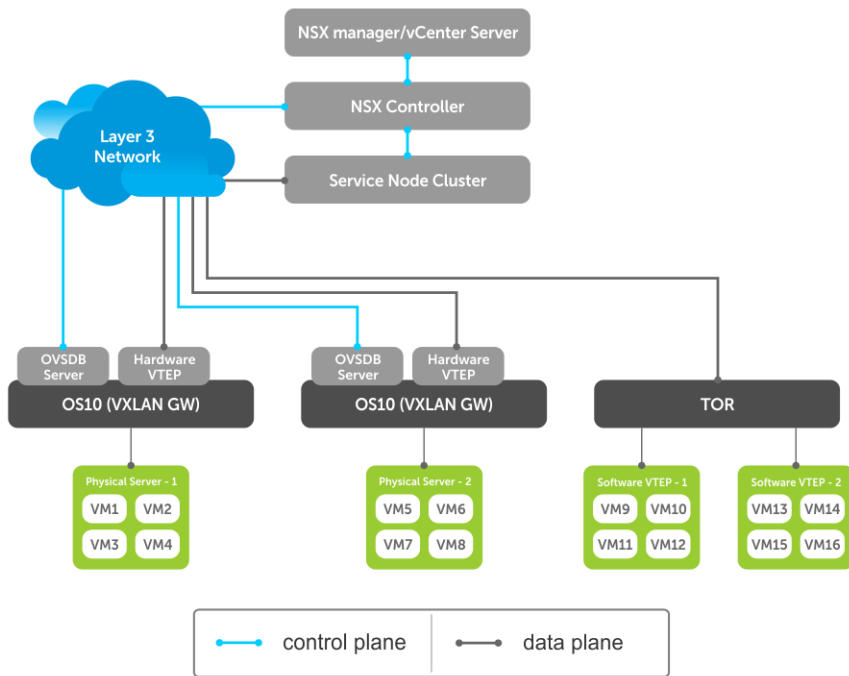 NSX manager/vCenter Server
NSX Controller
Layer 3
Network
Service Node Cluster
OVSDB
Server
Hardware
VTEP
OS10 (VXLAN GW)
OVSDB
Server
Hardware
VTEP
OS10 (VXLAN GW)
TOR
Physical Server - 1
VM1 VM2
VM3 VM4
Physical Server - 2
VM5 VM6
VM7 VM8
Software VTEP - 1
VM9 VM10
VM11 VM12
Software VTEP - 2
VM13 VM14
VM15 VM16
control plane
data plane